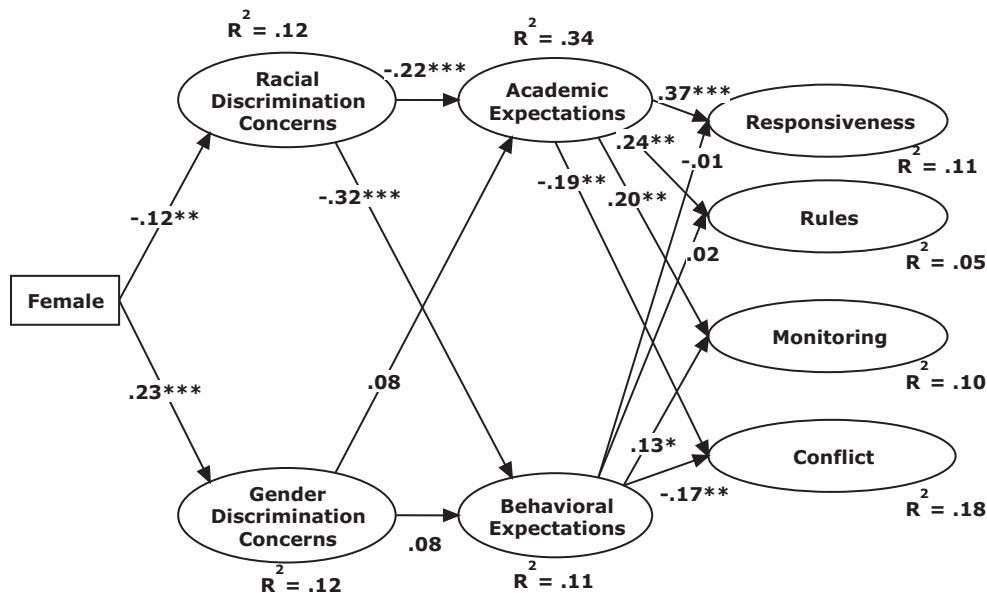 R² = .12
R² = .34
Racial
Discrimination
Concerns
-.22***
Academic
Expectations
.37***
Responsiveness
R² = .11
.24**
-.01
-.32***
-.19**
.20**
Rules
R² = .05
-.12**
.02
Female
Monitoring
R² = .10
.23***
.08
.13*
Conflict
R² = .18
-.17**
Gender
Discrimination
Concerns
R² = .12
.08
Behavioral
Expectations
R² = .11